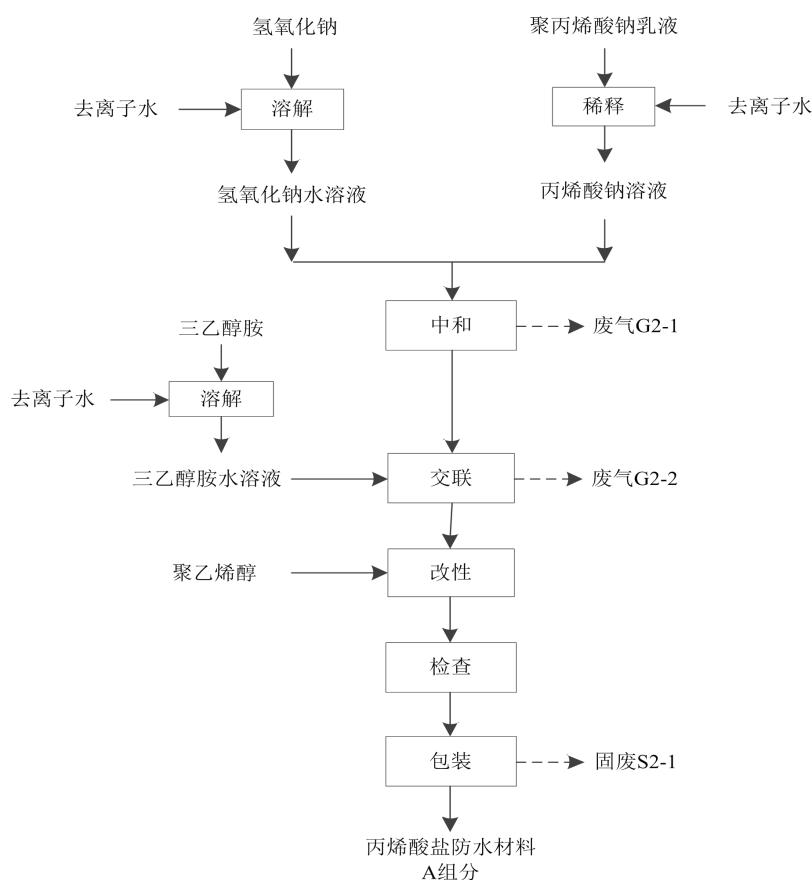 氢氧化钠
聚丙烯酸钠乳液
去离子水
溶解
稀释
去离子水
氢氧化钠水溶液
丙烯酸钠溶液
中和
废气G2-1
三乙醇胺
去离子水
溶解
三乙醇胺水溶液
交联
废气G2-2
聚乙烯醇
改性
检查
包装
固废S2-1
丙烯酸盐防水材料
A组分